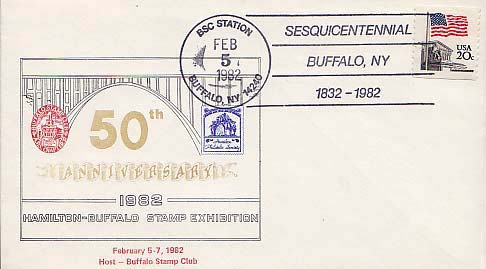 BSC STATION
FEB
5
1982
BUFFALO, NY 14240
SESQUICENTENNIAL
BUFFALO, NY
1832-1982
USA
20c
50th
ANNIVERSARY
1982
HAMILTON-BUFFALO STAMP EXHIBITION
February 5-7, 1982
Host - Buffalo Stamp Club